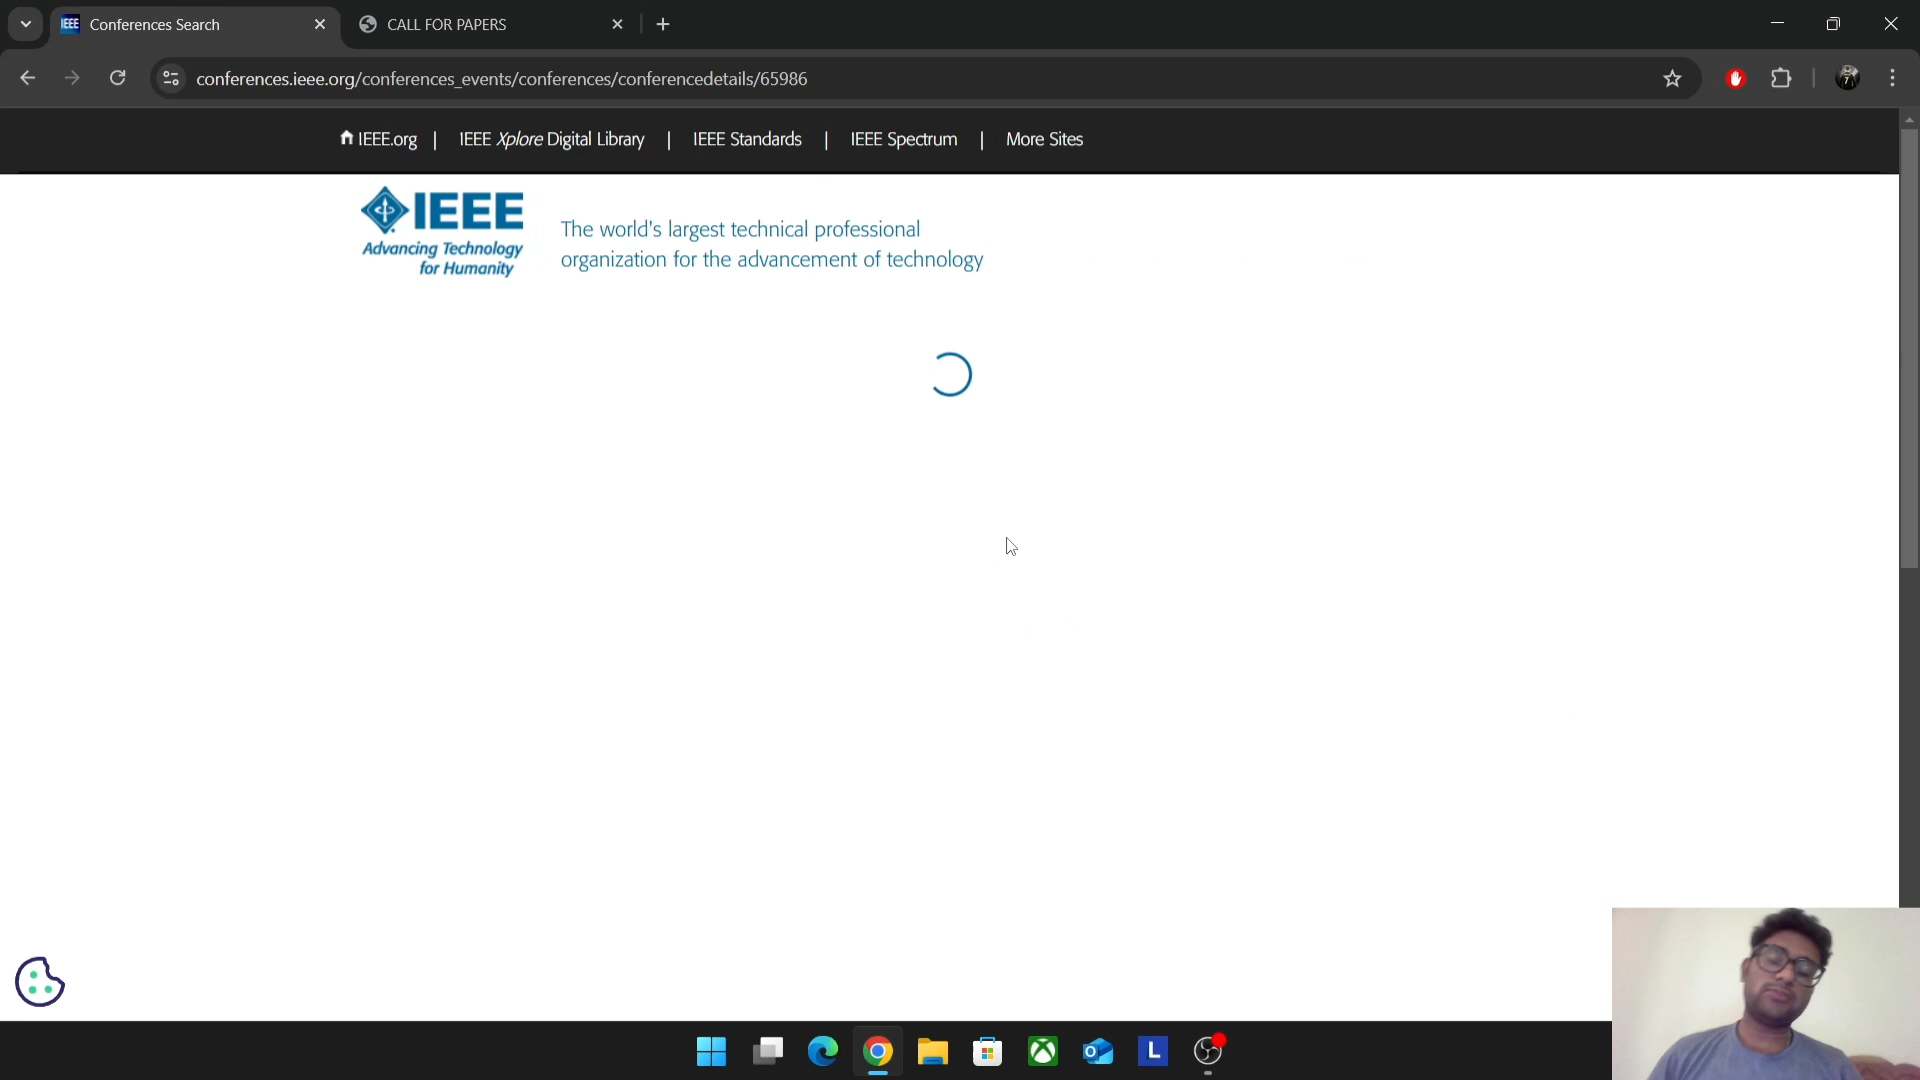 Conferences Search
CALL FOR PAPERS
conferences.ieee.org/conferences_events/conferences/conferencedetails/65986
IEEE.org | IEEE Xplore Digital Library | IEEE Standards | IEEE Spectrum | More Sites
IEEE
Advancing Technology
for Humanity
The world's largest technical professional
organization for the advancement of technology